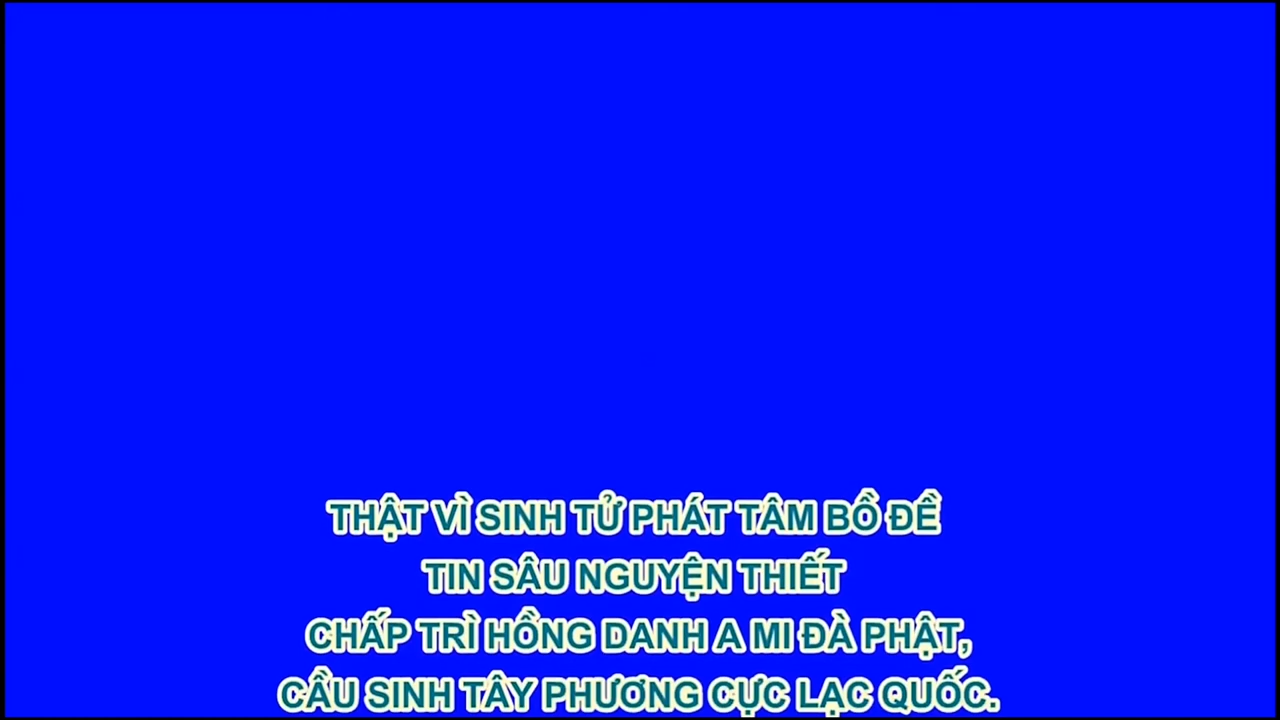 THẬT VÌ SINH TỬ PHÁT TÂM BỒ ĐỀ
TIN SÂU NGUYỆN THIẾT
CHẤP TRÌ HỒNG DANH A MI ĐÀ PHẬT,
CẦU SINH TÂY PHƯƠNG CỰC LẠC QUỐC.